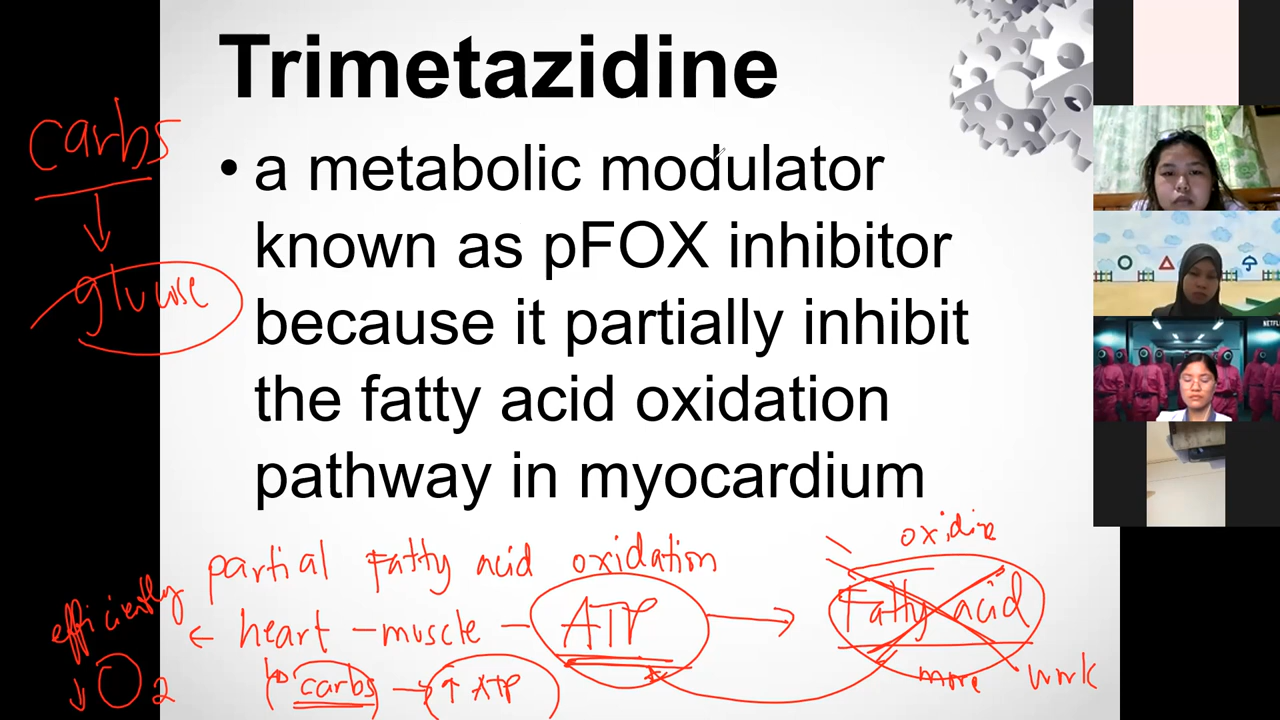 Trimetazidine
• a metabolic modulator
known as pFOX inhibitor
because it partially inhibit
the fatty acid oxidation
pathway in myocardium
carbs
glucose
oxidize
partial Fatty acid oxidation
efficiently
heart - muscle - ATP
Fatty acid
↓ O2
carbs → ↑ ATP
more work
NETFLIX